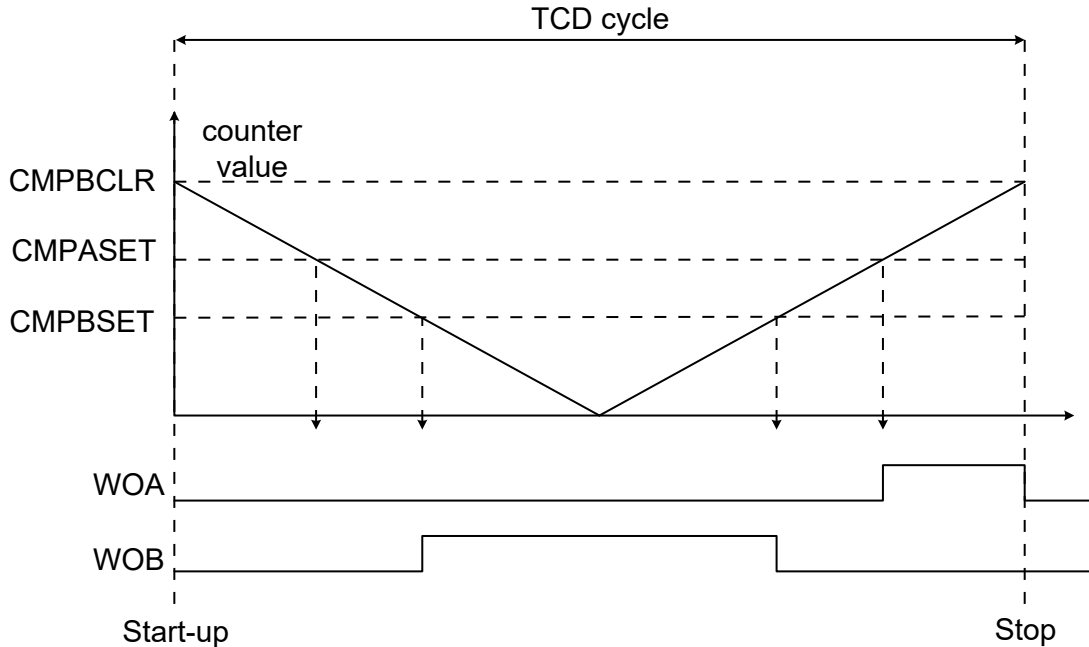 TCD cycle
counter
value
CMPBCLR
CMPASET
CMPBSET
WOA
WOB
Start-up
Stop